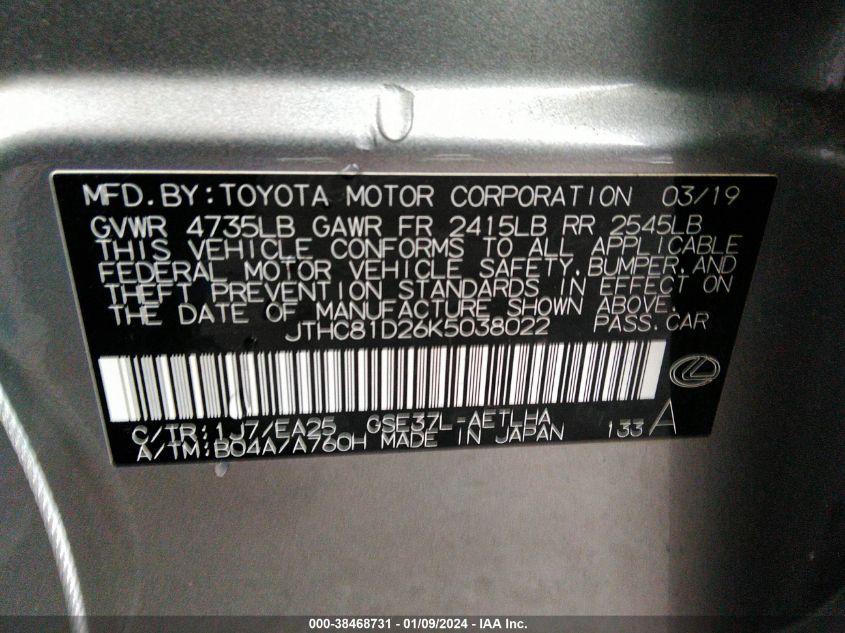 MFD.BY:TOYOTA MOTOR CORPORATION 03/19
GVWR 4735LB GAWR FR 2415LB RR 2545LB
THIS VEHICLE CONFORMS TO ALL APPLICABLE
FEDERAL MOTOR VEHICLE SAFETY,BUMPER,AND
THEFT PREVENTION STANDARDS IN EFFECT ON
THE DATE OF MANUFACTURE SHOWN ABOVE.
JTHC81D26K5038022 PASS.CAR
C/TR:1J7/EA25 GSE37L-AETLHA
A/TM:B04A/A760H MADE IN JAPAN 133 A
000-38468731 - 01/09/2024 - IAA Inc.